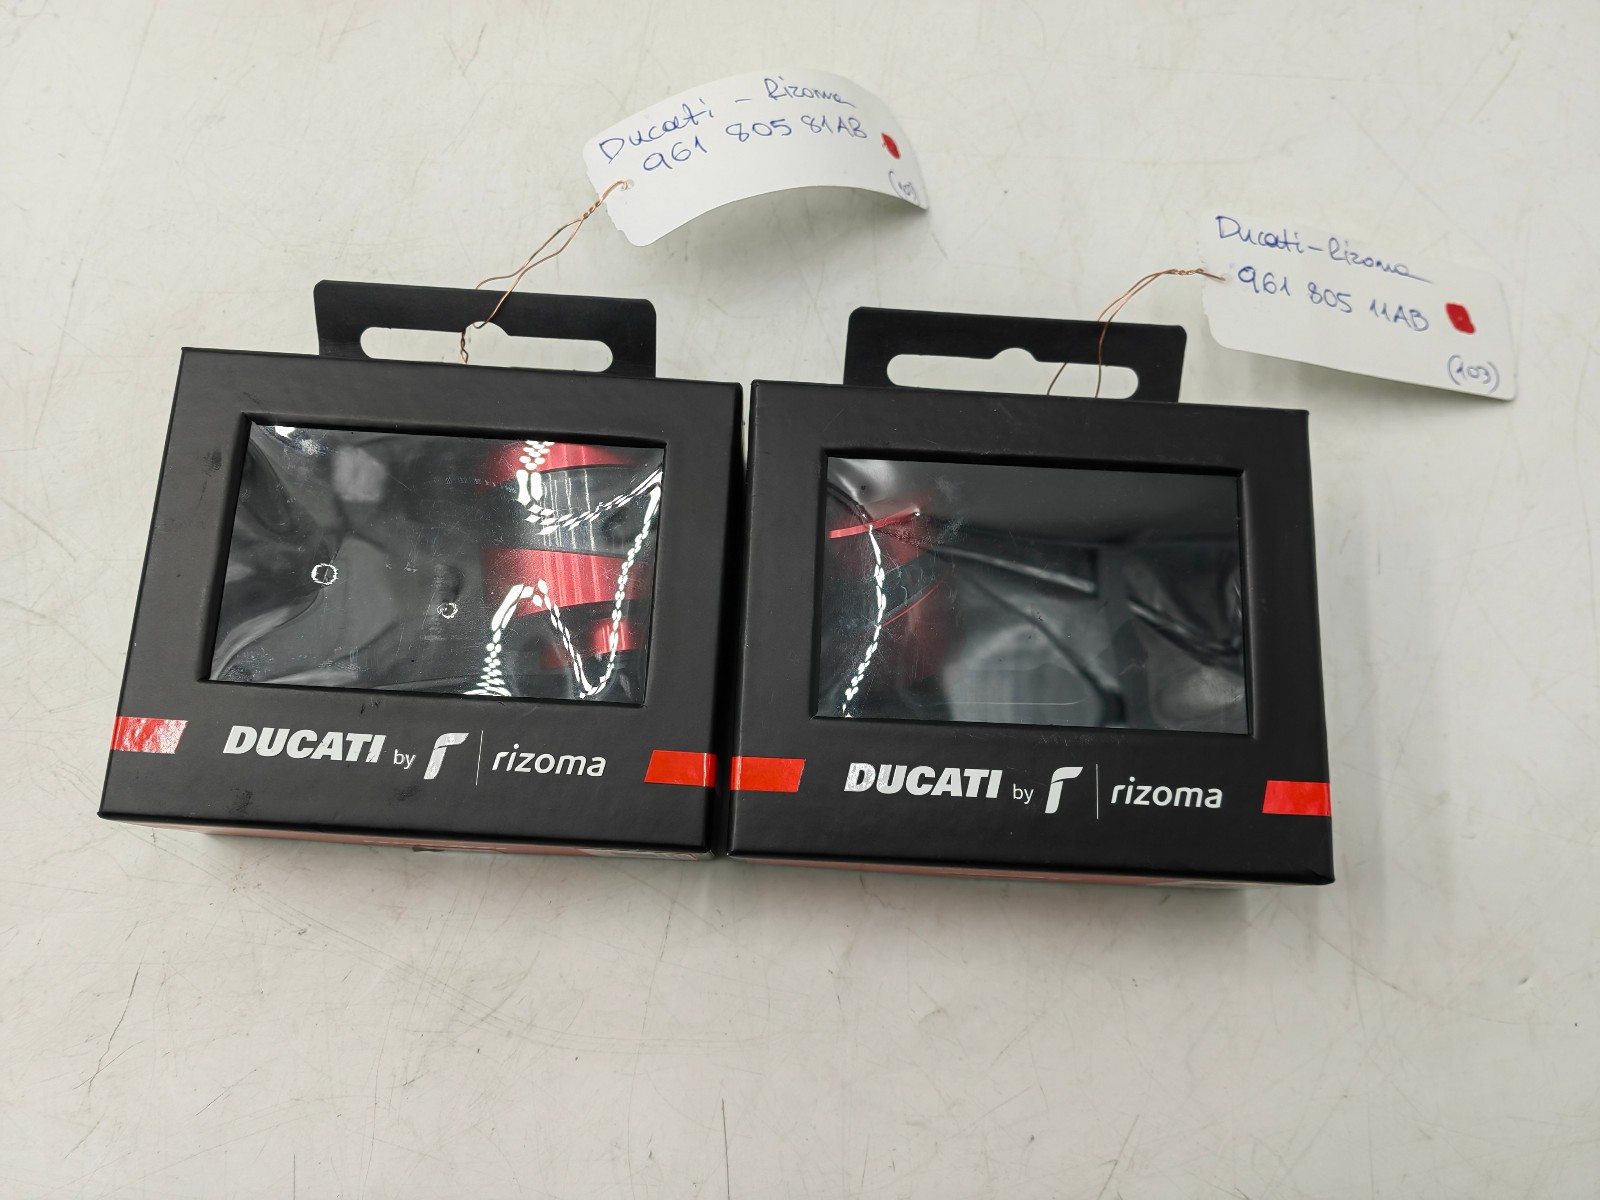 Ducati - Rizoma
961 805 81AB
Ducati - Rizoma
961 805 11AB
(103)
DUCATI by rizoma
DUCATI by rizoma